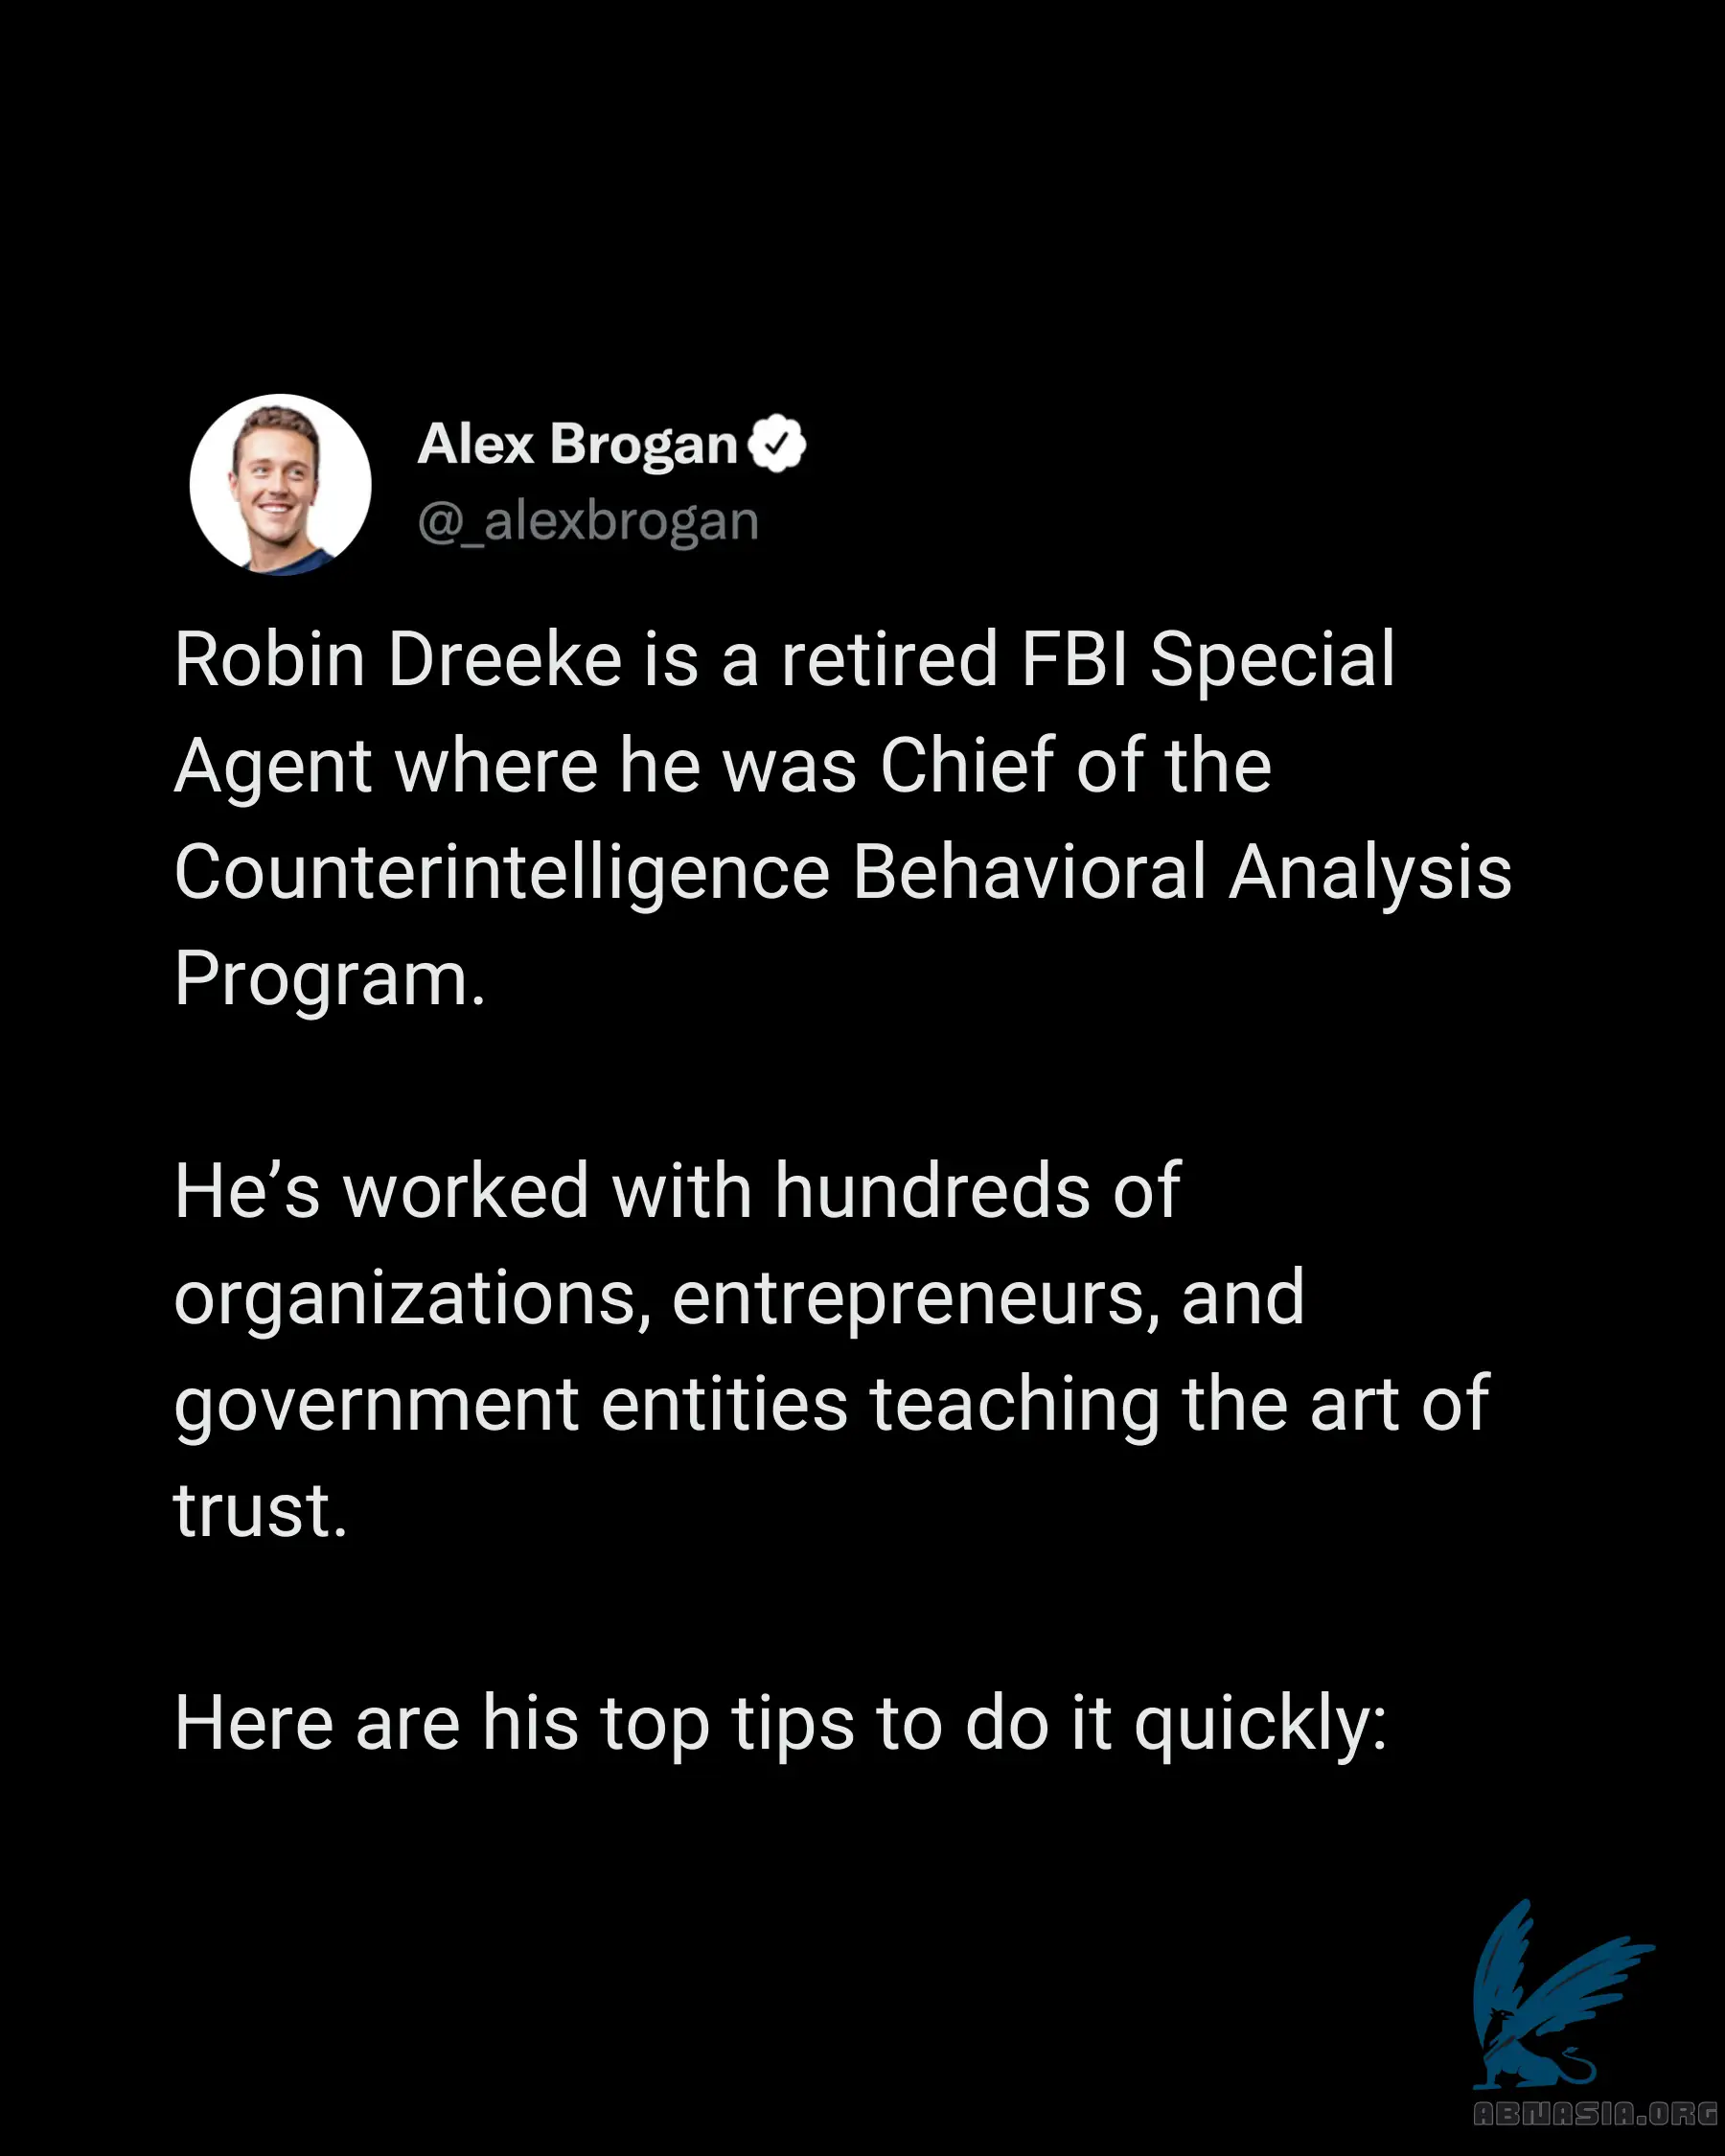 Alex Brogan
@_alexbrogan
Robin Dreeke is a retired FBI Special
Agent where he was Chief of the
Counterintelligence Behavioral Analysis
Program.
He’s worked with hundreds of
organizations, entrepreneurs, and
government entities teaching the art of
trust.
Here are his top tips to do it quickly:
ABNASIA.ORG